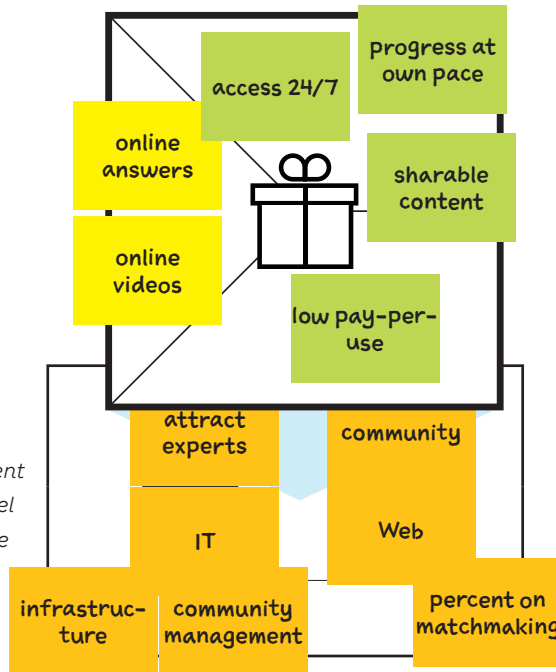 progress at
own pace
access 24/7
online
answers
sharable
content
online
videos
low pay-per-
use
attract
experts
community
IT
Web
infrastruc-
ture
community
management
percent on
matchmaking